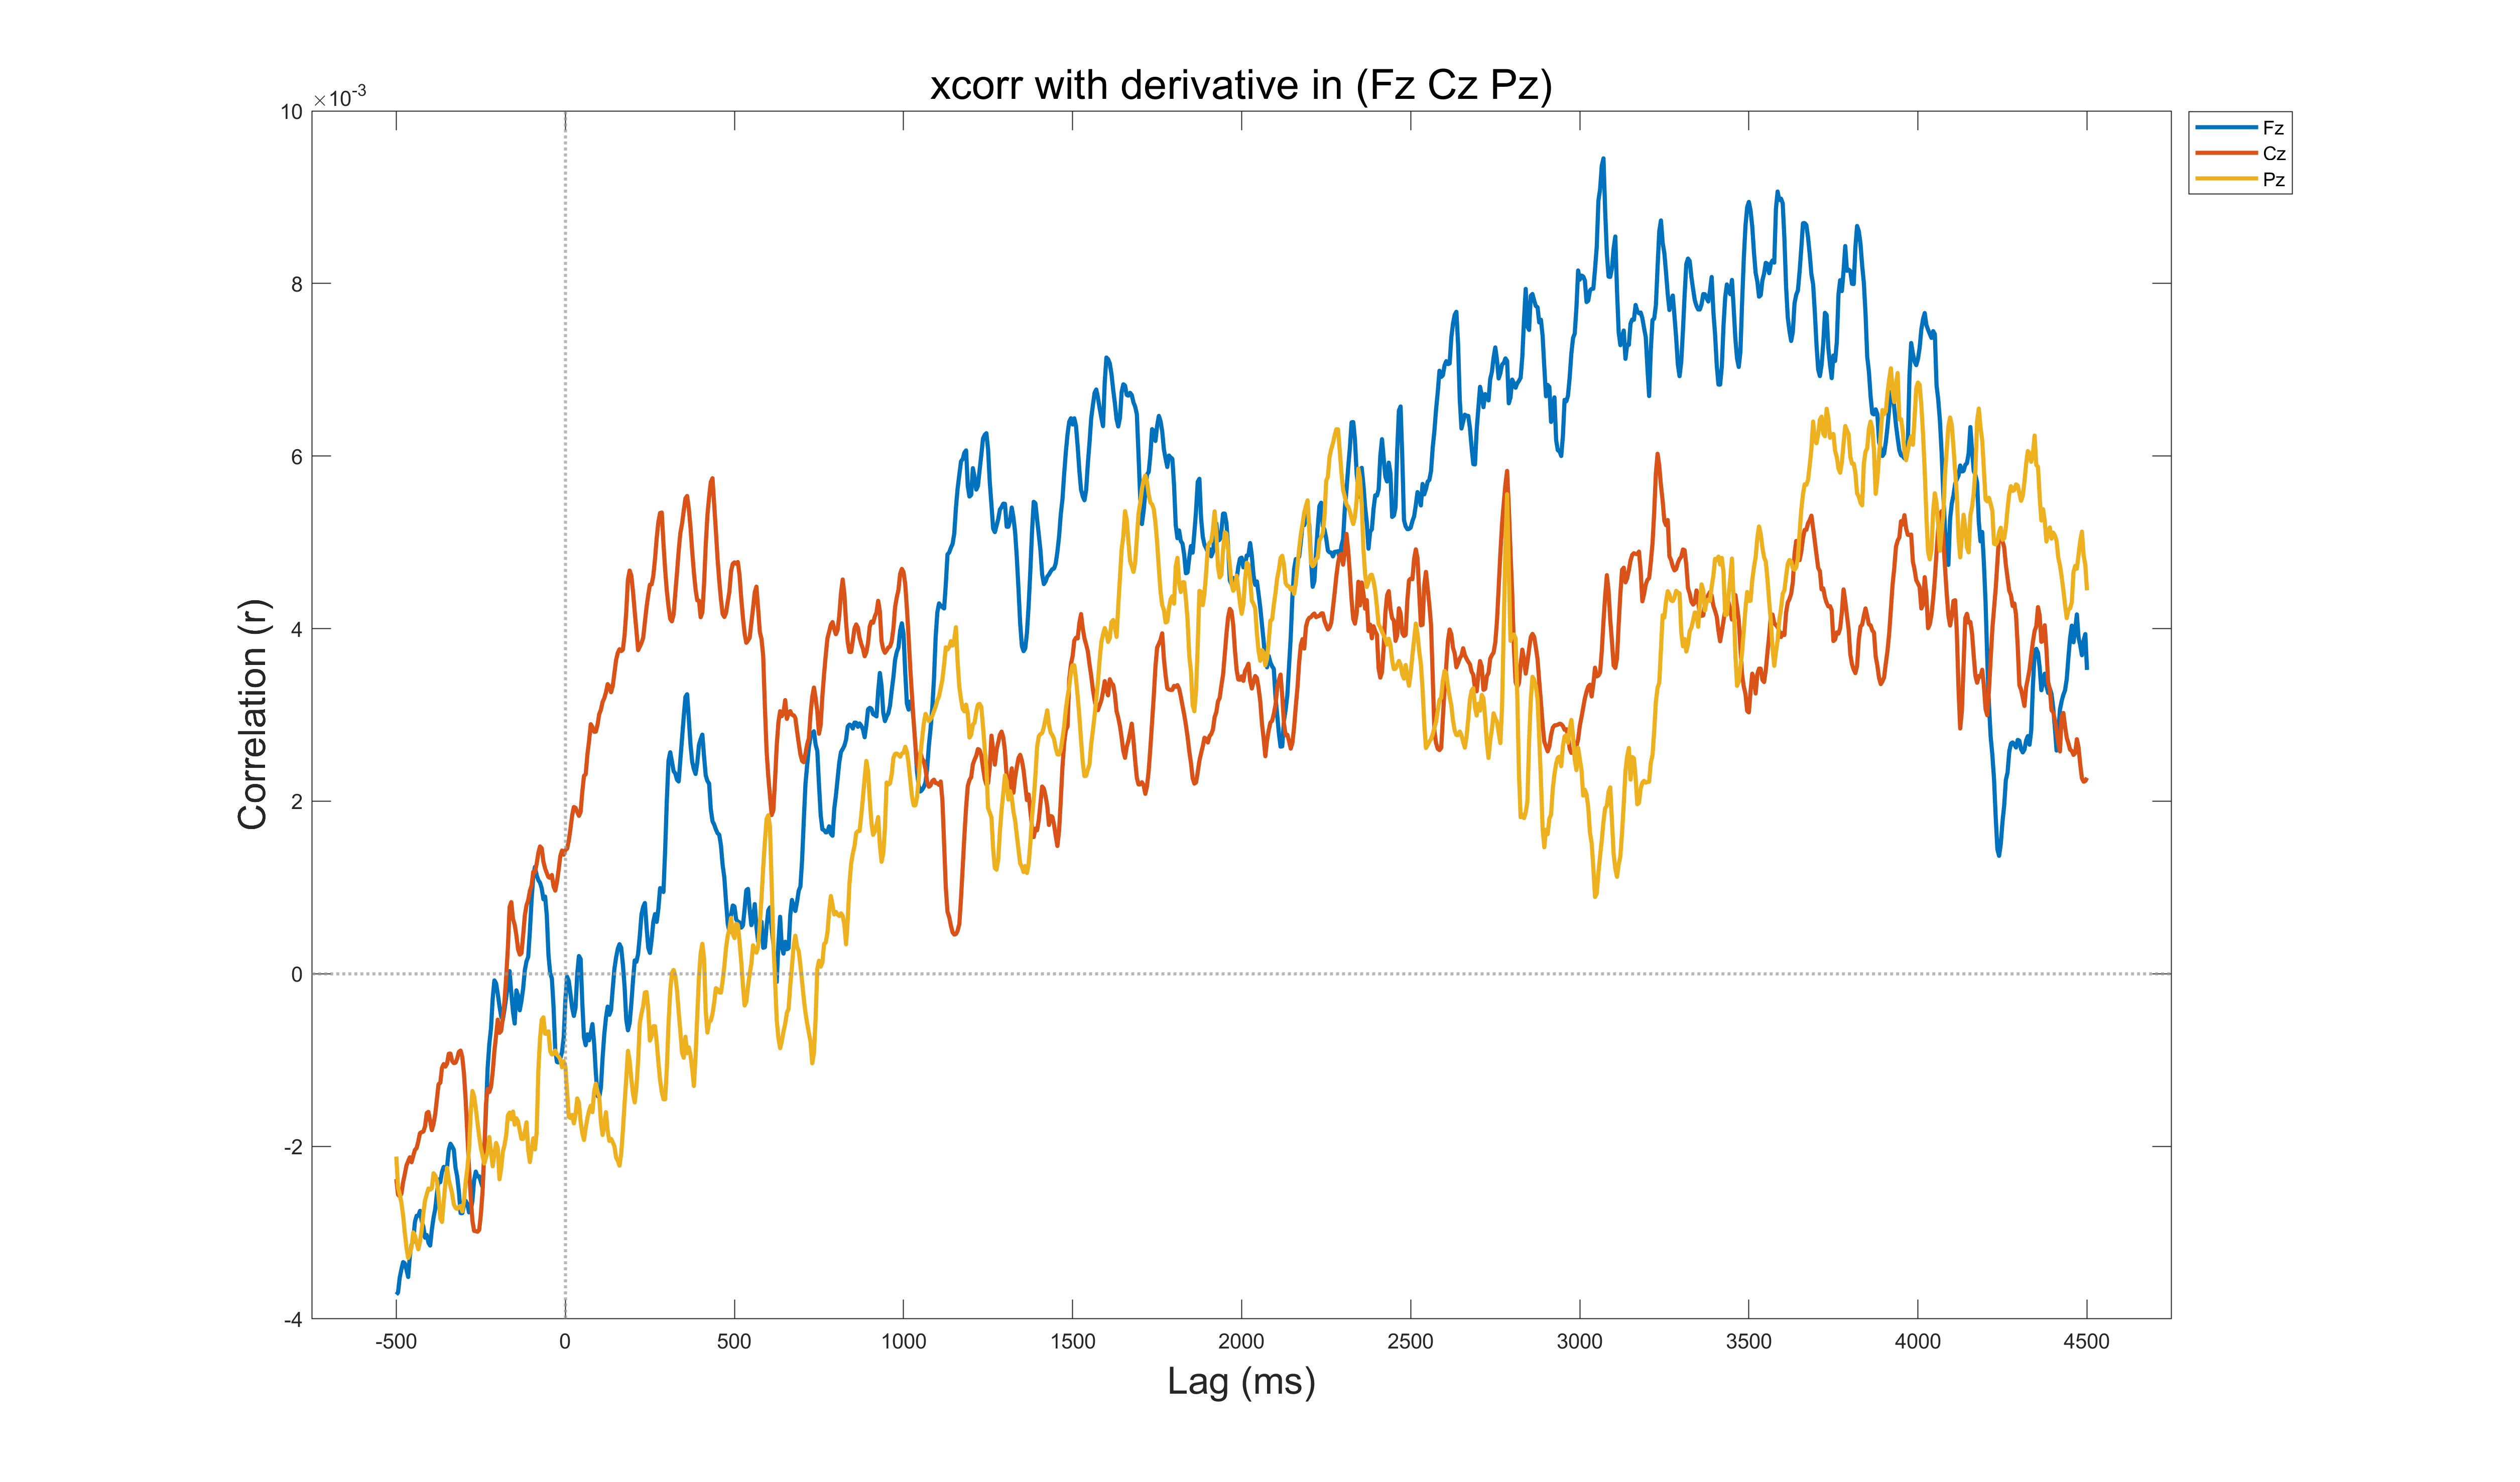 xcorr with derivative in (Fz Cz Pz)
×10-3
10
8
6
4
2
0
-2
-4
Correlation (r)
-500 0 500 1000 1500 2000 2500 3000 3500 4000 4500
Lag (ms)
Fz
Cz
Pz